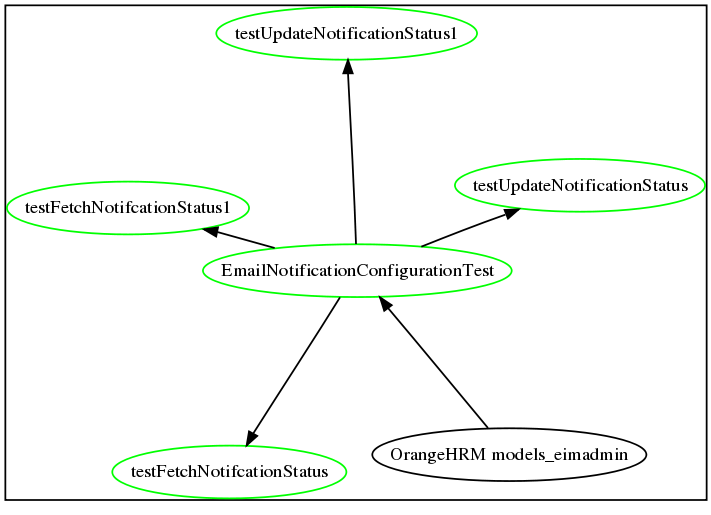 testUpdateNotificationStatus1
testUpdateNotificationStatus
testFetchNotifcationStatus1
EmailNotificationConfigurationTest
OrangeHRM models_eimadmin
testFetchNotifcationStatus